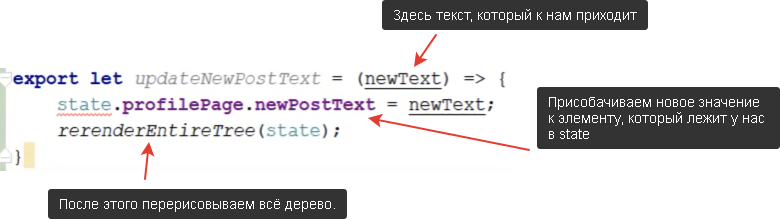 Здесь текст, который к нам приходит
export let updateNewPostText = (newText) => {
state.profilePage.newPostText = newText;
rerenderEntireTree(state);
}
Присобачиваем новое значение
к элементу, который лежит у нас
в state
После этого перерисовываем всё дерево.